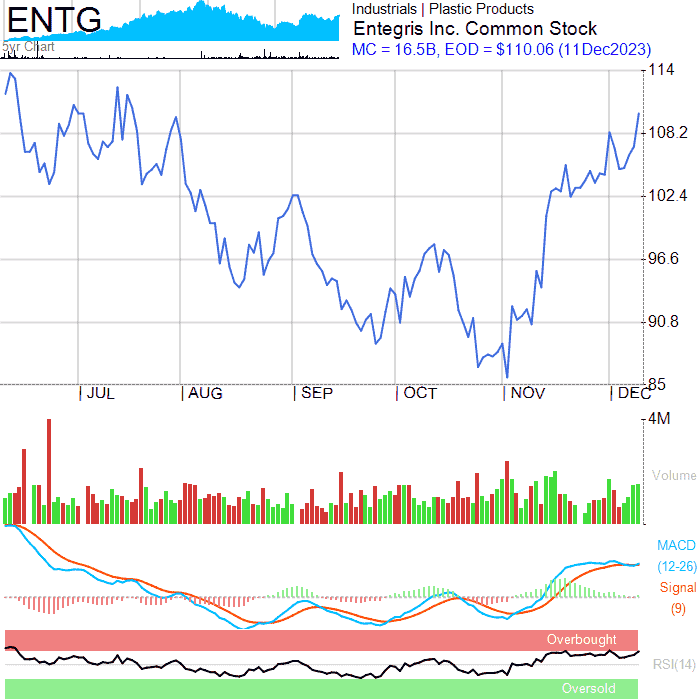 ENTG
5yr Chart
Industrials | Plastic Products
Entegris Inc. Common Stock
MC = 16.5B, EOD = $110.06 (11Dec2023)
114
108.2
102.4
96.6
90.8
85
JUL AUG SEP OCT NOV DEC
4M
Volume
MACD
(12-26)
Signal
(9)
Overbought
RSI(14)
Oversold